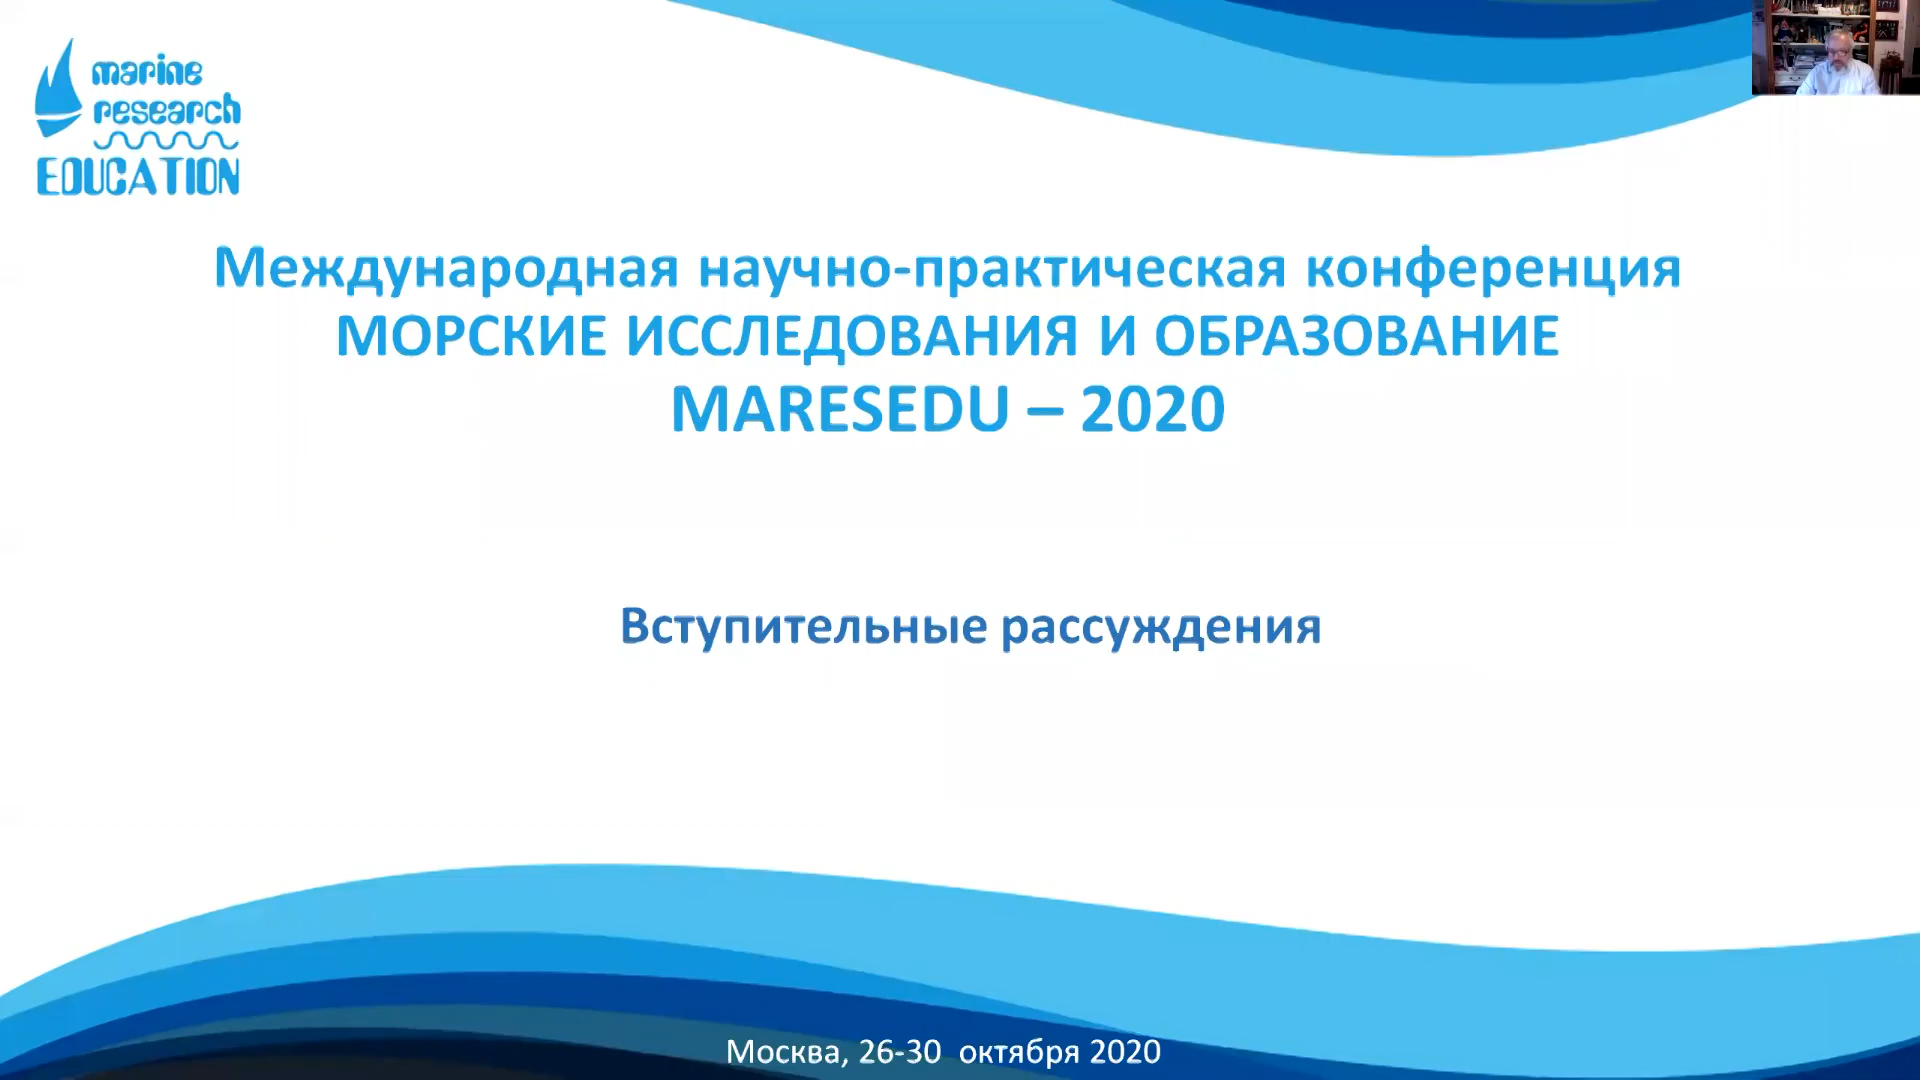 marine
research
EDUCATION
Международная научно-практическая конференция
МОРСКИЕ ИССЛЕДОВАНИЯ И ОБРАЗОВАНИЕ
MARESEDU – 2020
Вступительные рассуждения
Москва, 26-30 октября 2020